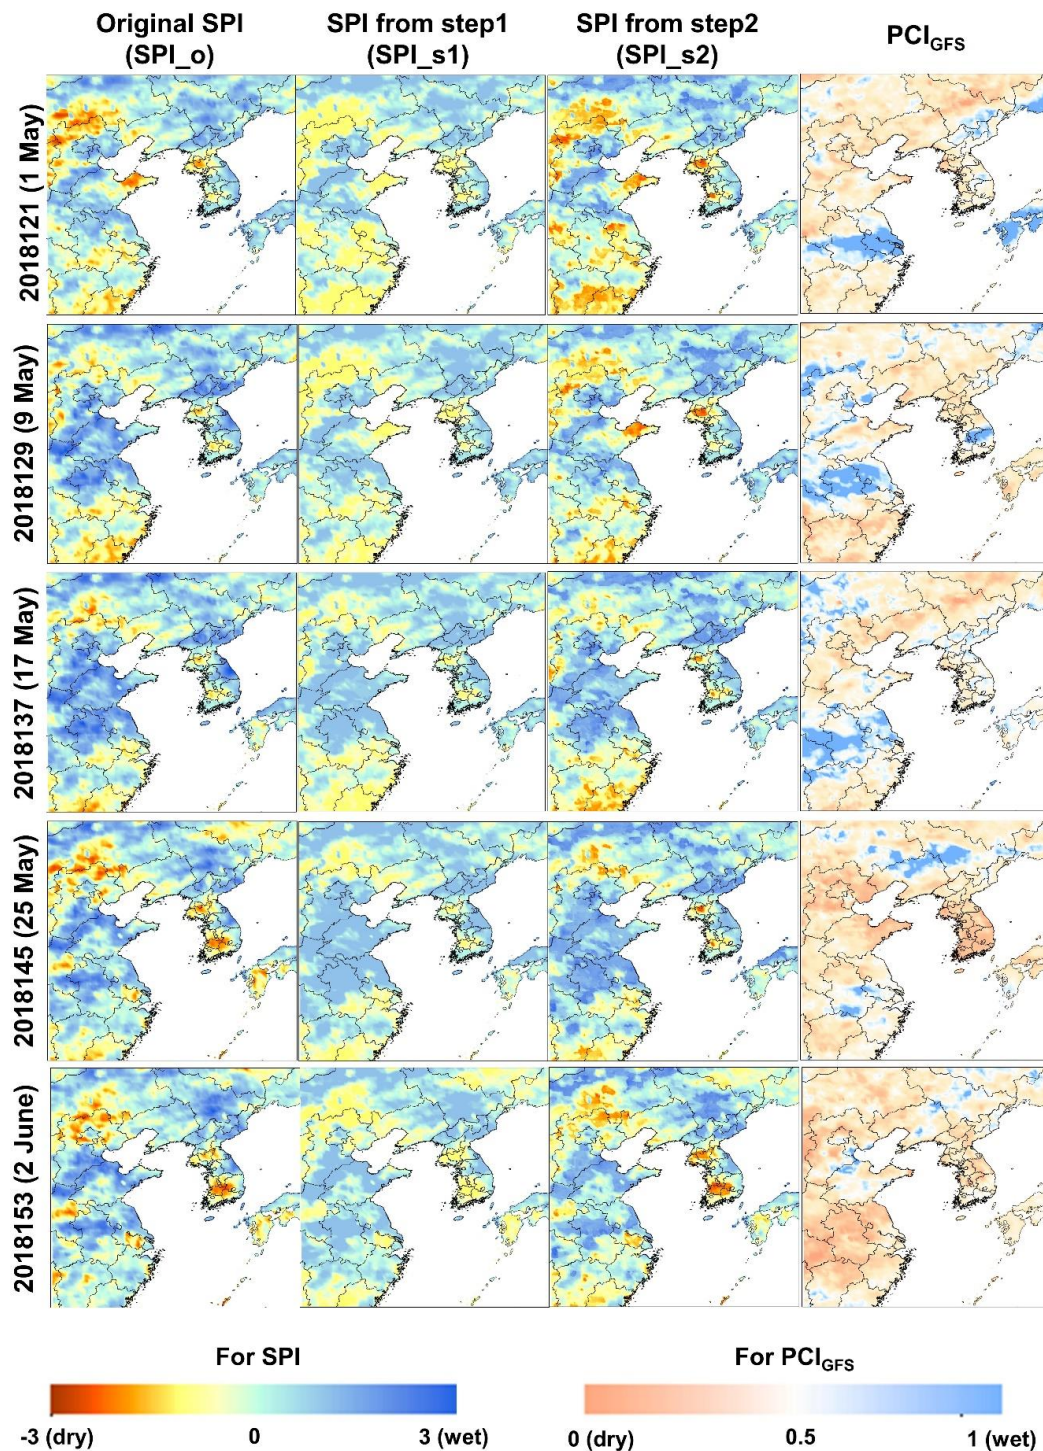 Original SPI
(SPI_o)
SPI from step1
(SPI_s1)
SPI from step2
(SPI_s2)
PCI_GFS
2018121 (1 May)
2018129 (9 May)
2018137 (17 May)
2018145 (25 May)
2018153 (2 June)
For SPI
-3 (dry)
0
3 (wet)
For PCI_GFS
0 (dry)
0.5
1 (wet)